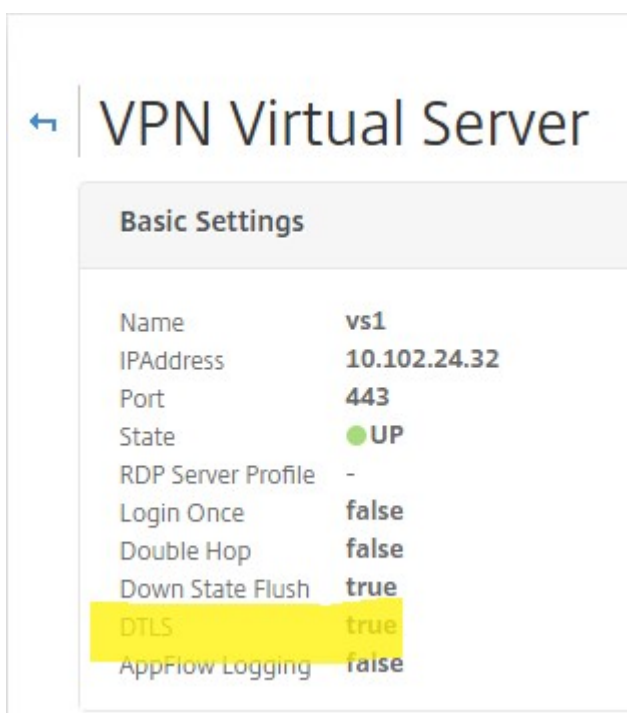 VPN Virtual Server
Basic Settings
Name vs1
IPAddress 10.102.24.32
Port 443
State UP
RDP Server Profile -
Login Once false
Double Hop false
Down State Flush true
DTLS true
AppFlow Logging false